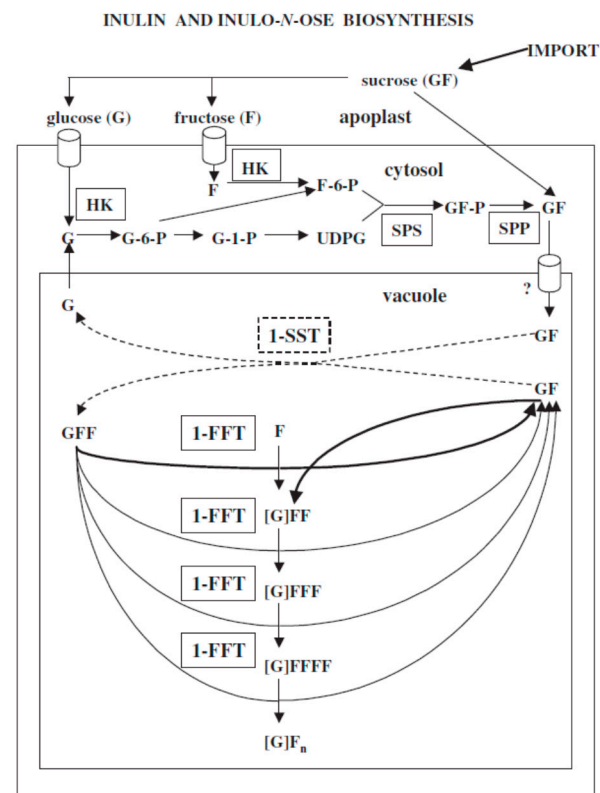 INULIN AND INULO-N-OSE BIOSYNTHESIS
IMPORT
sucrose (GF)
glucose (G) fructose (F) apoplast
HK cytosol
F F-6-P
HK
G G-6-P G-1-P UDPG SPS GF-P SPP GF
? vacuole
G
1-SST GF
GF
GFF 1-FFT F
1-FFT [G]FF
1-FFT [G]FFF
1-FFT [G]FFFF
[G]Fn